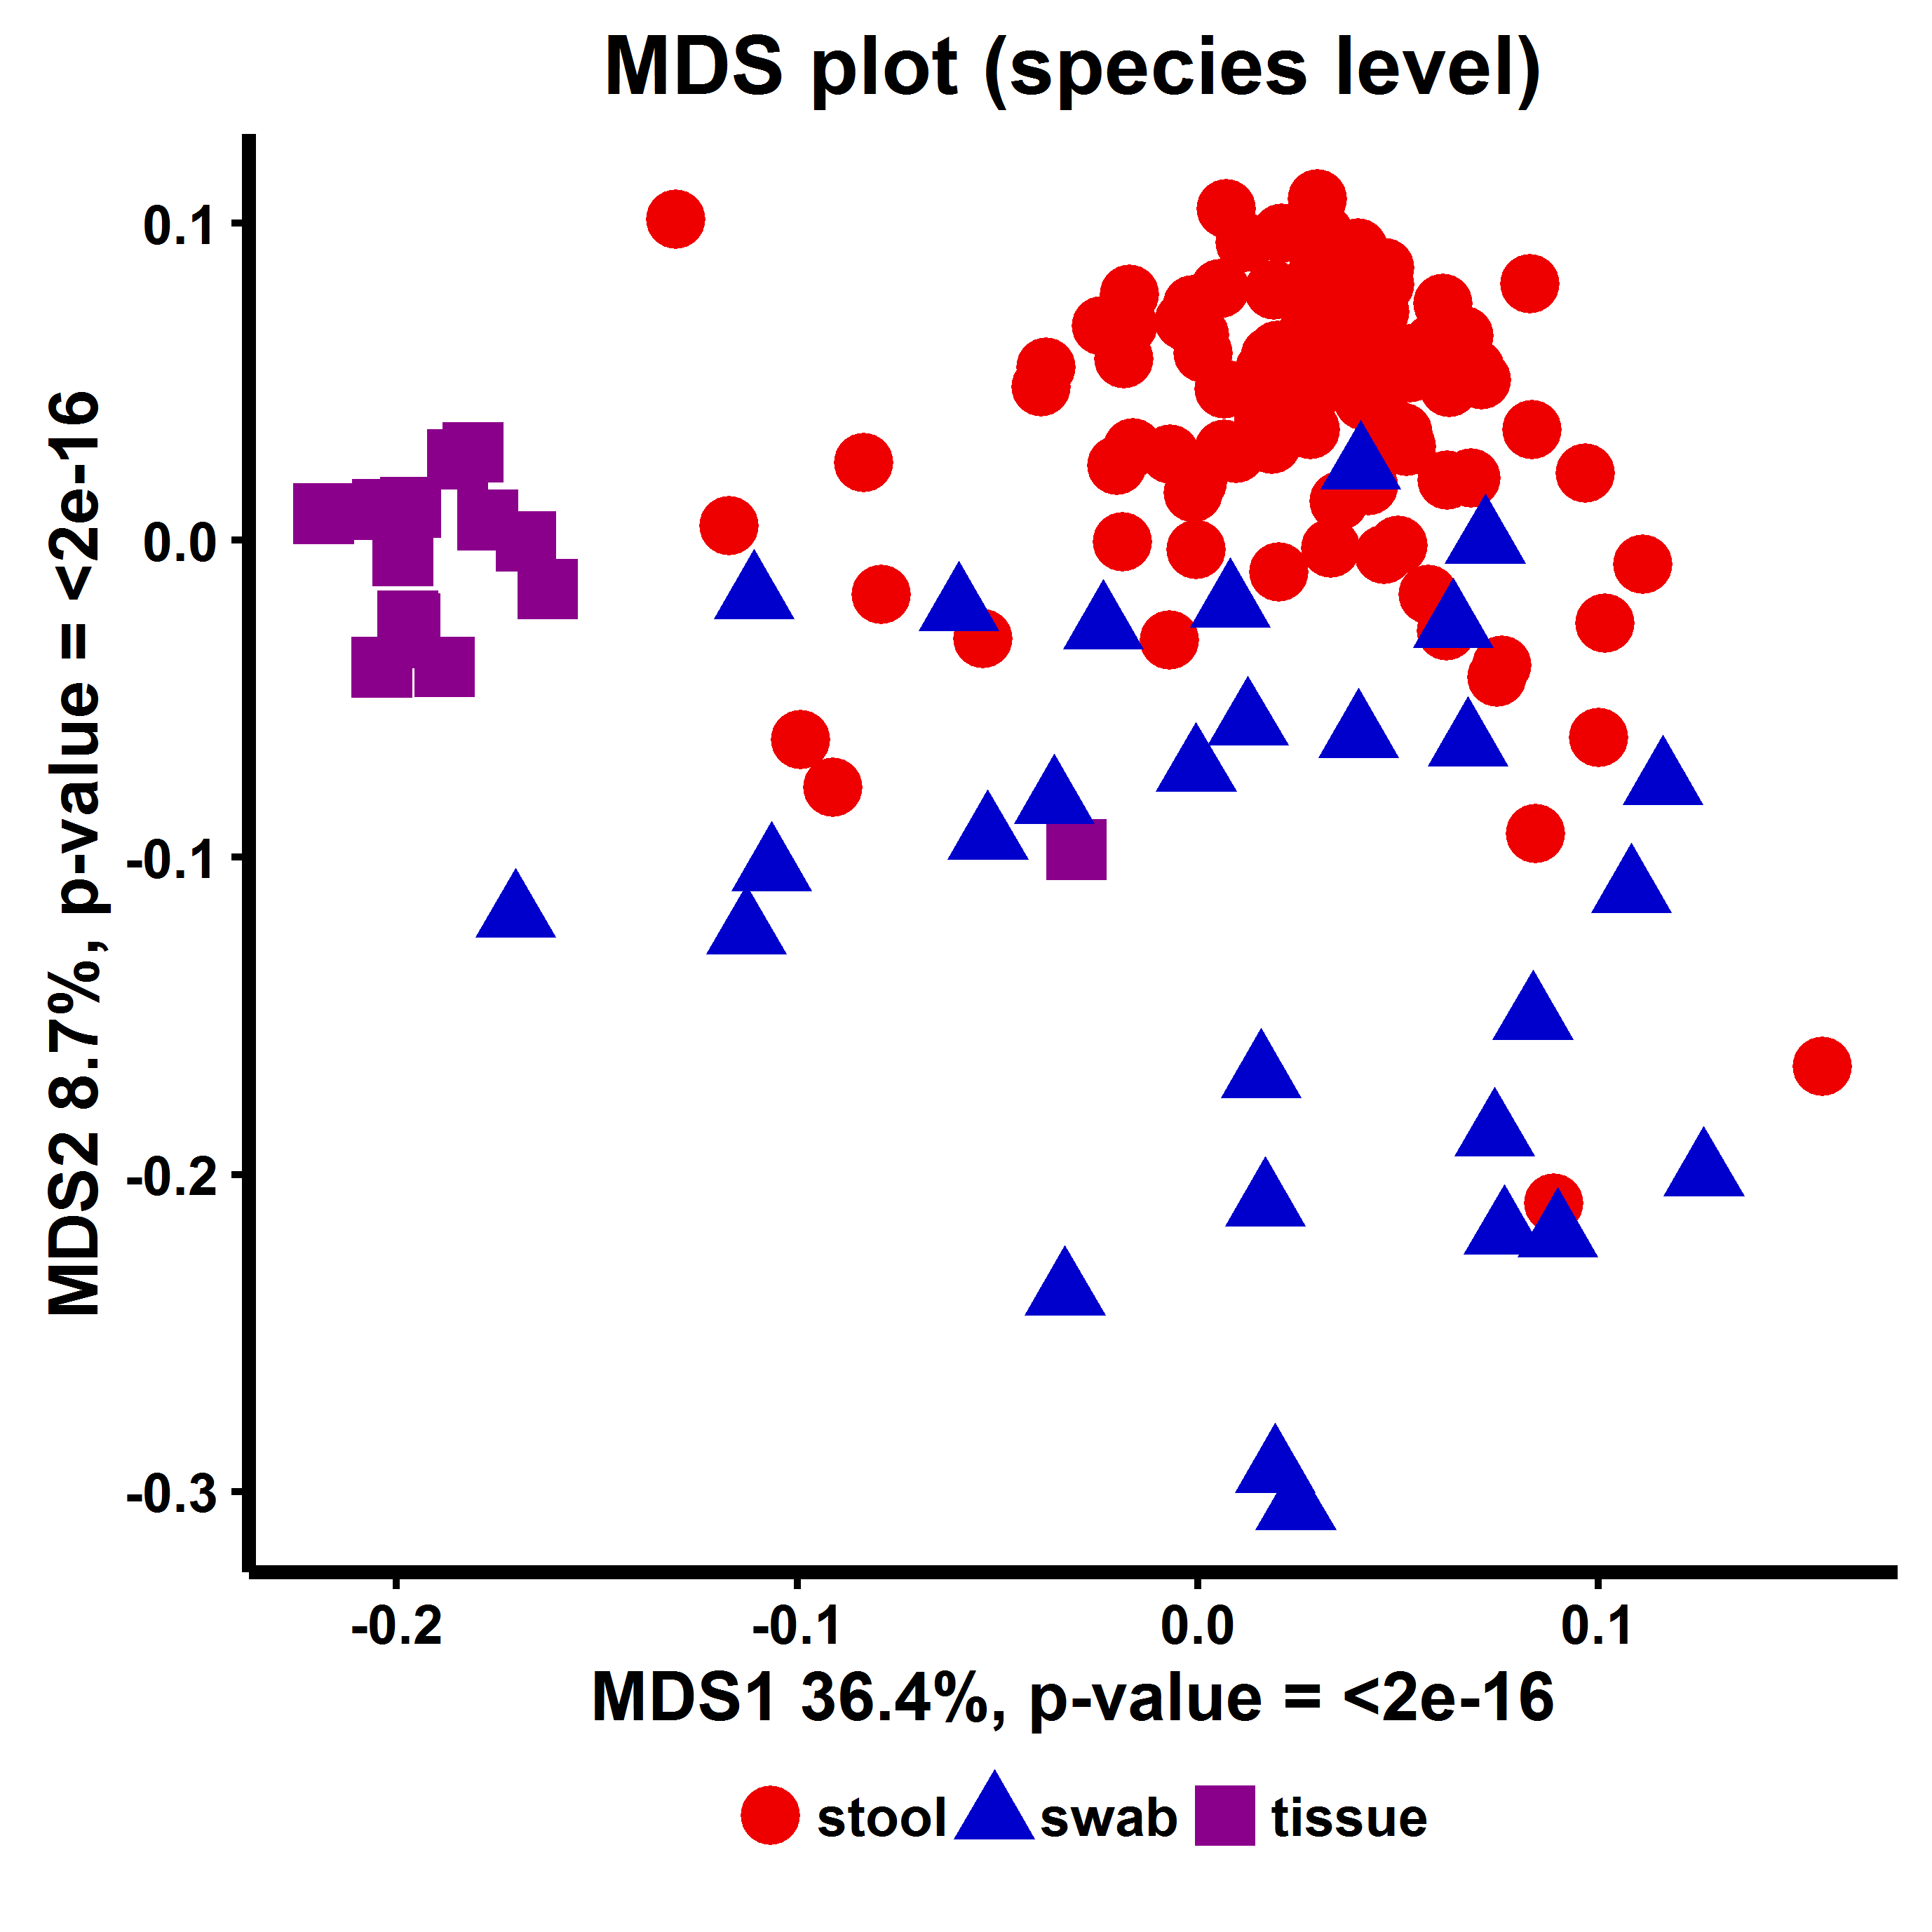 MDS plot (species level)
MDS2 8.7%, p-value = <2e-16
0.1
0.0
-0.1
-0.2
-0.3
-0.2
-0.1
0.0
0.1
MDS1 36.4%, p-value = <2e-16
stool swab tissue